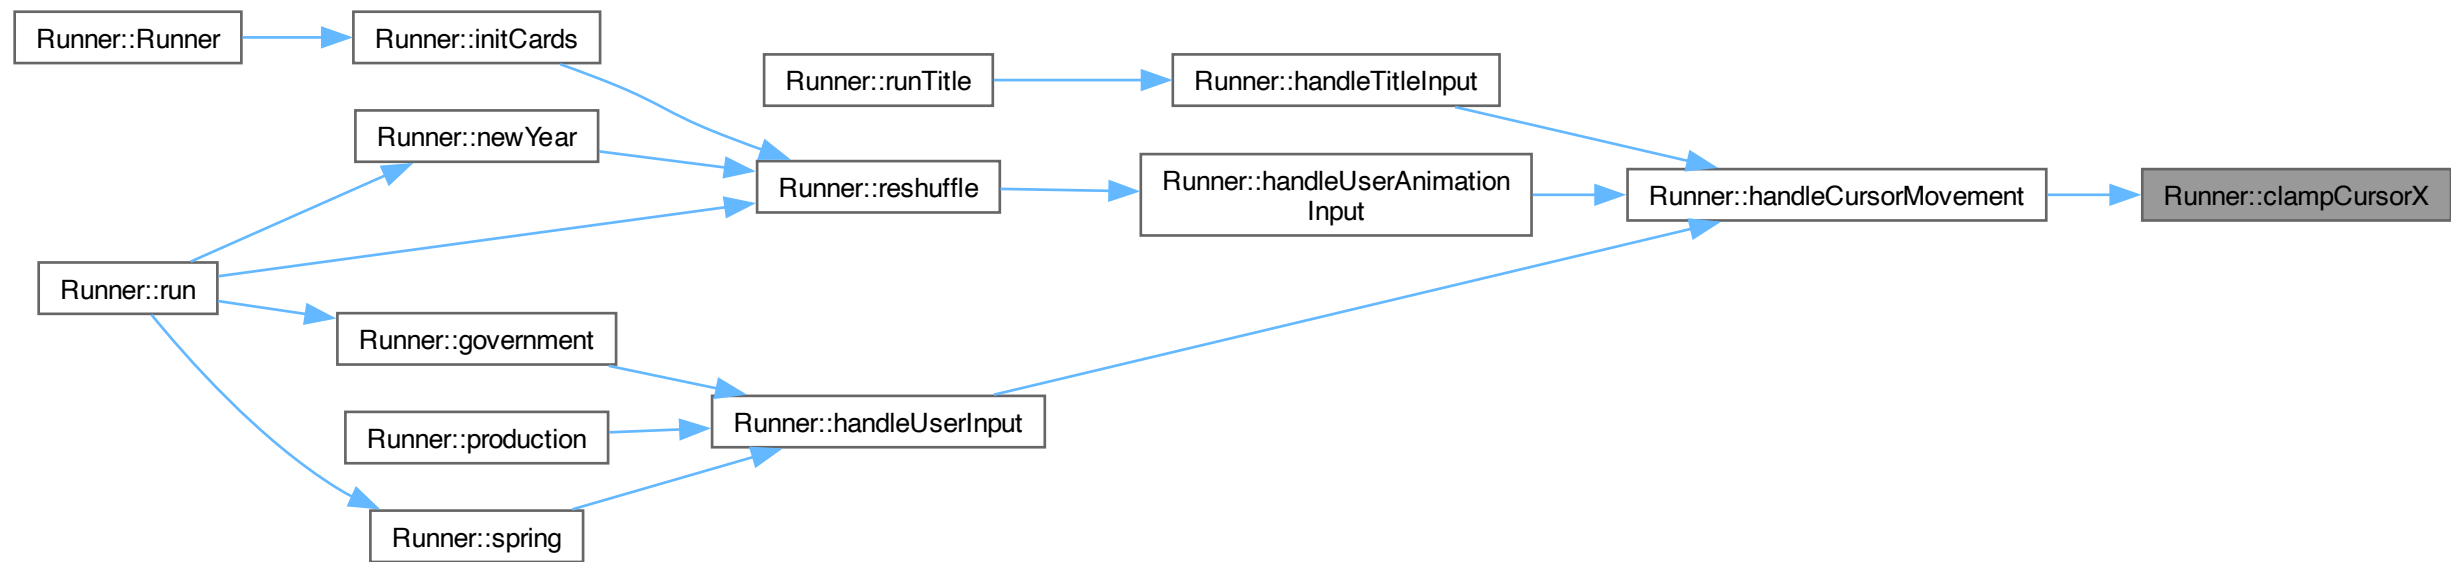 Runner::Runner
Runner::initCards
Runner::runTitle
Runner::handleTitleInput
Runner::newYear
Runner::reshuffle
Runner::handleUserAnimation
Input
Runner::handleCursorMovement
Runner::clampCursorX
Runner::run
Runner::government
Runner::production
Runner::handleUserInput
Runner::spring